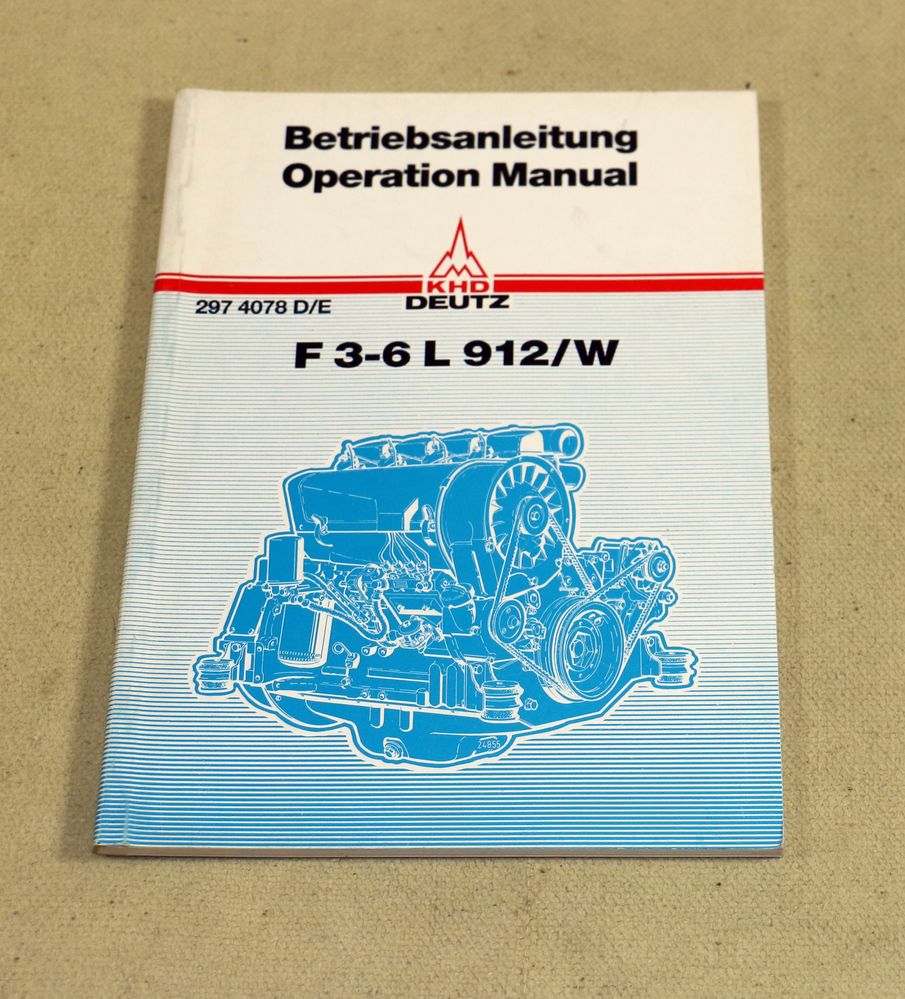 Betriebsanleitung
Operation Manual
KHD
DEUTZ
297 4078 D/E
F 3-6 L 912/W
24855